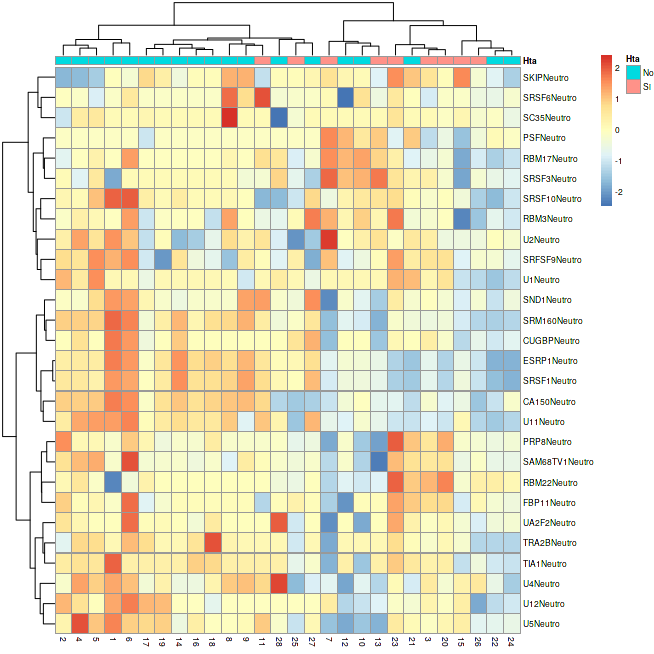 Hta
SKIPNeutro
SRSF6Neutro
SC35Neutro
PSFNeutro
RBM17Neutro
SRSF3Neutro
SRSF10Neutro
RBM3Neutro
U2Neutro
SRFSF9Neutro
U1Neutro
SND1Neutro
SRM160Neutro
CUGBPNeutro
ESRP1Neutro
SRSF1Neutro
CA150Neutro
U11Neutro
PRP8Neutro
SAM68TV1Neutro
RBM22Neutro
FBP11Neutro
UA2F2Neutro
TRA2BNeutro
TIA1Neutro
U4Neutro
U12Neutro
U5Neutro
2 4 5 1 6 17 19 14 16 18 8 9 11 28 25 27 7 12 10 13 23 21 3 20 15 26 22 24
2
1
0
-1
-2
Hta
No
Si